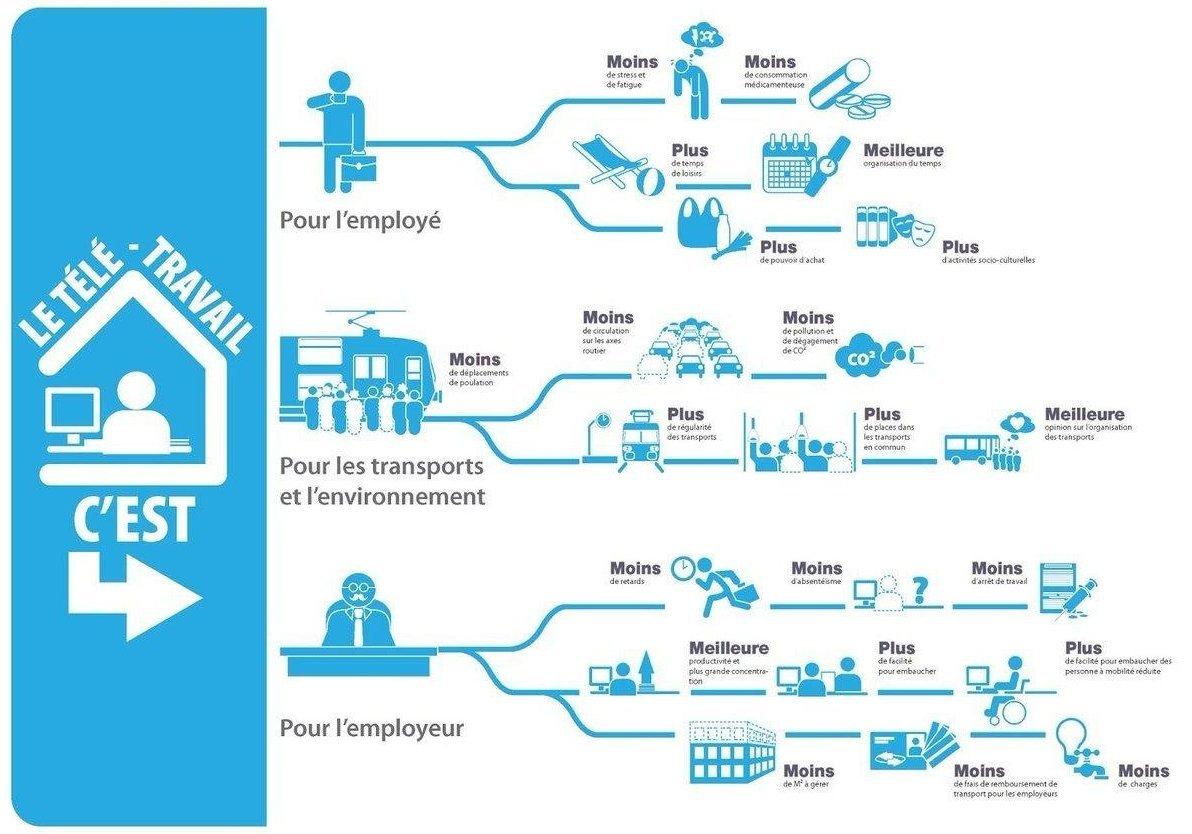 LE TÉLÉ - TRAVAIL
C'EST
Moins
de stress et
de fatigue
Moins
de consommation
médicamenteuse
Plus
de temps
de loisirs
Meilleure
organisation du temps
Pour l'employé
Plus
de pouvoir d'achat
Plus
d'activités socio-culturelles
Moins
de déplacements
de poulation
Moins
de circulation
sur les axes
routier
Moins
de pollution et
de dégagement
de CO²
CO²
Plus
de régularité
des transports
Plus
de places dans
les transports
en commun
Meilleure
opinion sur l'organisation
des transports
Pour les transports
et l'environnement
Moins
de retards
Moins
d'absentéisme
?
Moins
d'arrêt de travail
Meilleure
productivité et
plus grande concentra-
tion
Plus
de facilité
pour embaucher
Plus
de facilité pour embaucher des
personne à mobilité réduite
Pour l'employeur
Moins
de M² à gérer
Moins
de frais de remboursement de
transport pour les employeurs
Moins
de charges